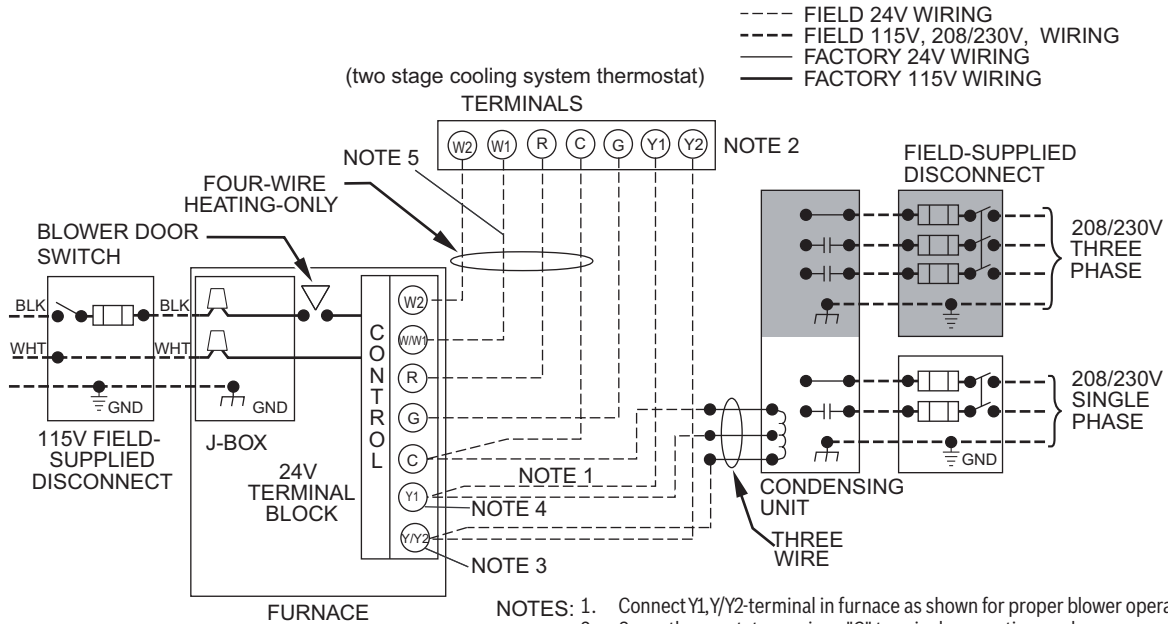 FIELD 24V WIRING
FIELD 115V, 208/230V, WIRING
FACTORY 24V WIRING
FACTORY 115V WIRING
(two stage cooling system thermostat)
TERMINALS
W2 W1 R C G Y1 Y2
NOTE 2
NOTE 5
FOUR-WIRE
HEATING-ONLY
BLOWER DOOR
SWITCH
FIELD-SUPPLIED
DISCONNECT
208/230V
THREE
PHASE
BLK
BLK
WHT
WHT
GND
GND
115V FIELD-
SUPPLIED
DISCONNECT
J-BOX
24V
TERMINAL
BLOCK
CONTROL
W2
W/W1
R
G
C
Y1
Y/Y2
NOTE 1
NOTE 4
NOTE 3
208/230V
SINGLE
PHASE
GND
CONDENSING
UNIT
THREE
WIRE
FURNACE
NOTES: 1. Connect Y1,Y/Y2-terminal in furnace as shown for proper blower